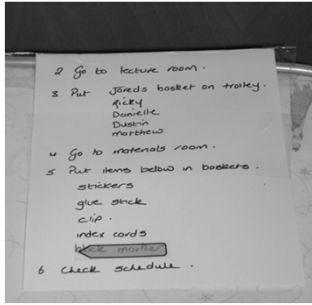 2 Go to lecture room.
3 Put Jareds basket on trolley.
Ricky
Danielle
Dustin
matthew
4 Go to materials room.
5 Put items below in baskets.
stickers
glue stick
clip.
index cards
marker
6 Check schedule.